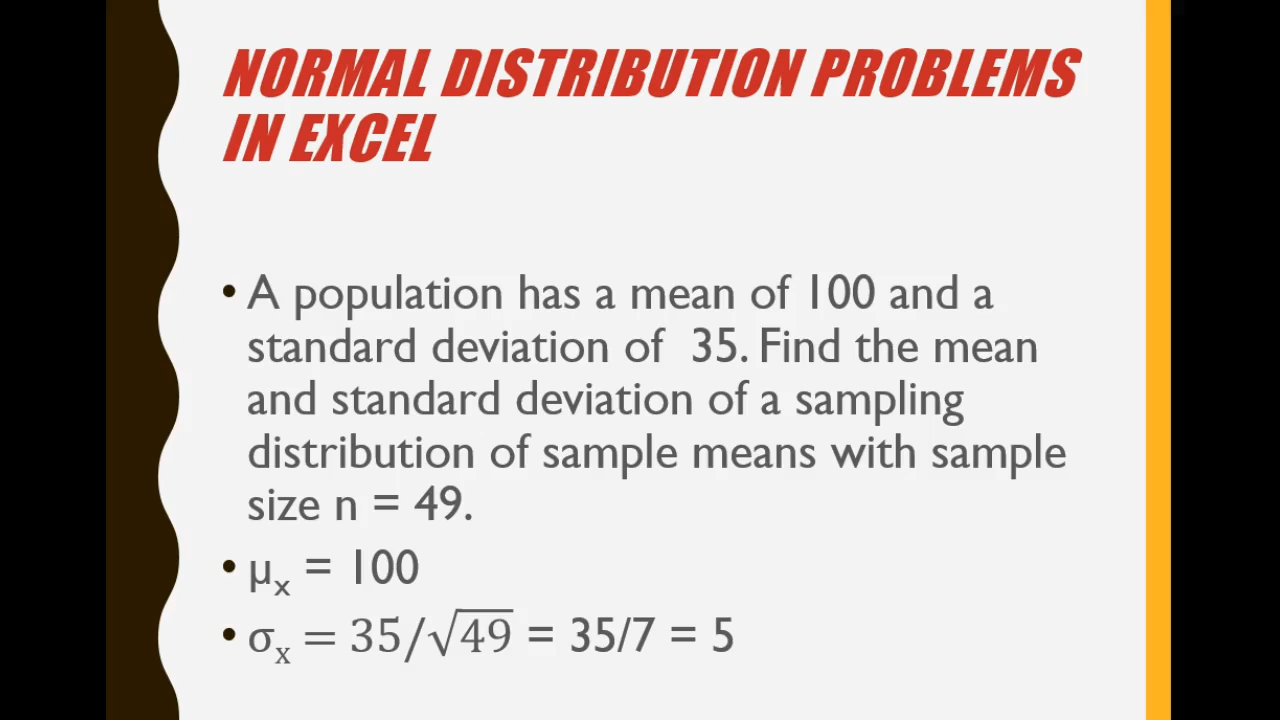 NORMAL DISTRIBUTION PROBLEMS
IN EXCEL
• A population has a mean of 100 and a
standard deviation of  35. Find the mean
and standard deviation of a sampling
distribution of sample means with sample
size n = 49.
• μₓ = 100
• σₓ = 35/√49 = 35/7 = 5